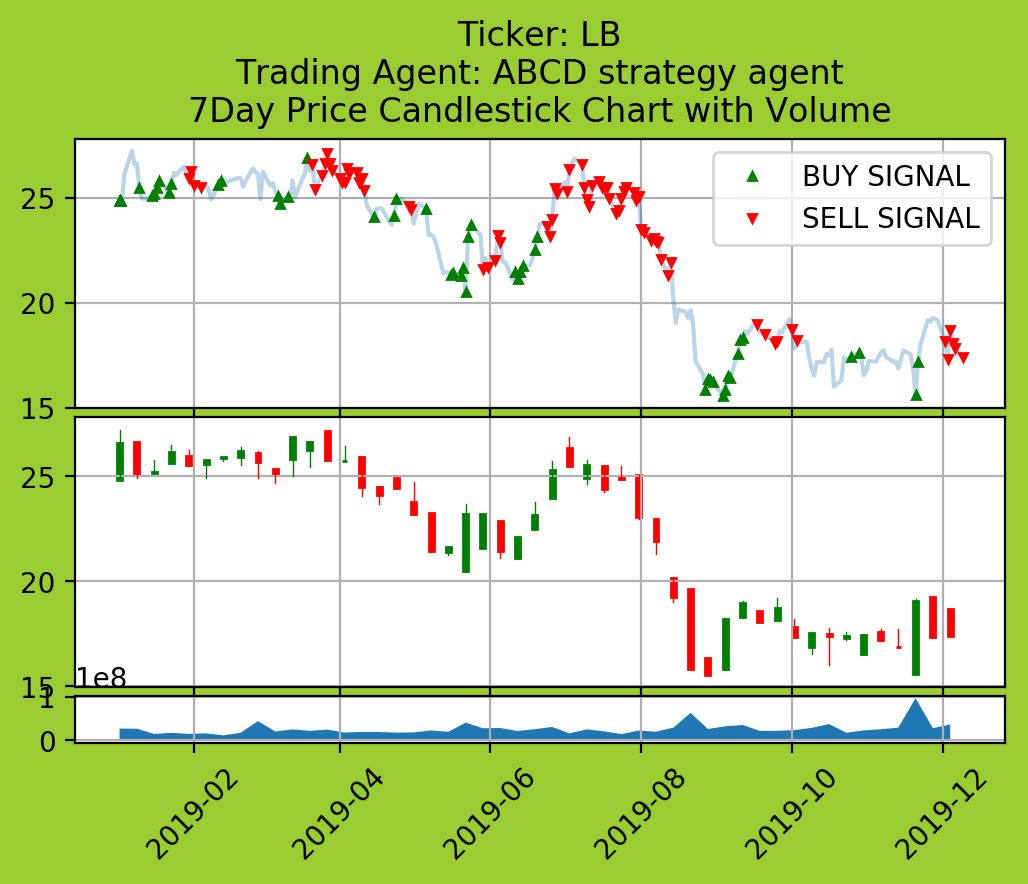 Ticker: LB
Trading Agent: ABCD strategy agent
7Day Price Candlestick Chart with Volume
BUY SIGNAL
SELL SIGNAL
25
20
15
25
20
15
1e8
1
0
2019-02
2019-04
2019-06
2019-08
2019-10
2019-12